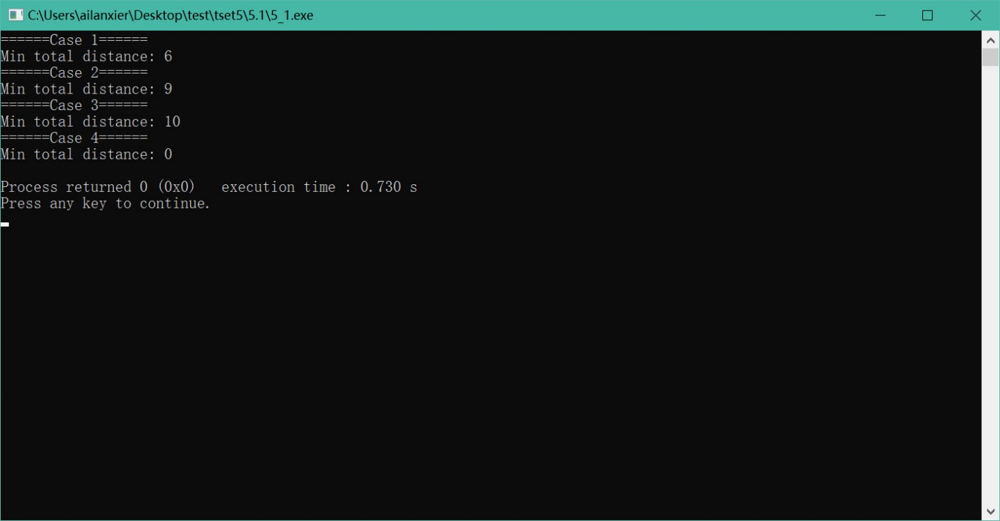 C:\Users\ailanxier\Desktop\test\tset5\5.1\5_1.exe
======Case 1======
Min total distance: 6
======Case 2======
Min total distance: 9
======Case 3======
Min total distance: 10
======Case 4======
Min total distance: 0
Process returned 0 (0x0)   execution time : 0.730 s
Press any key to continue.